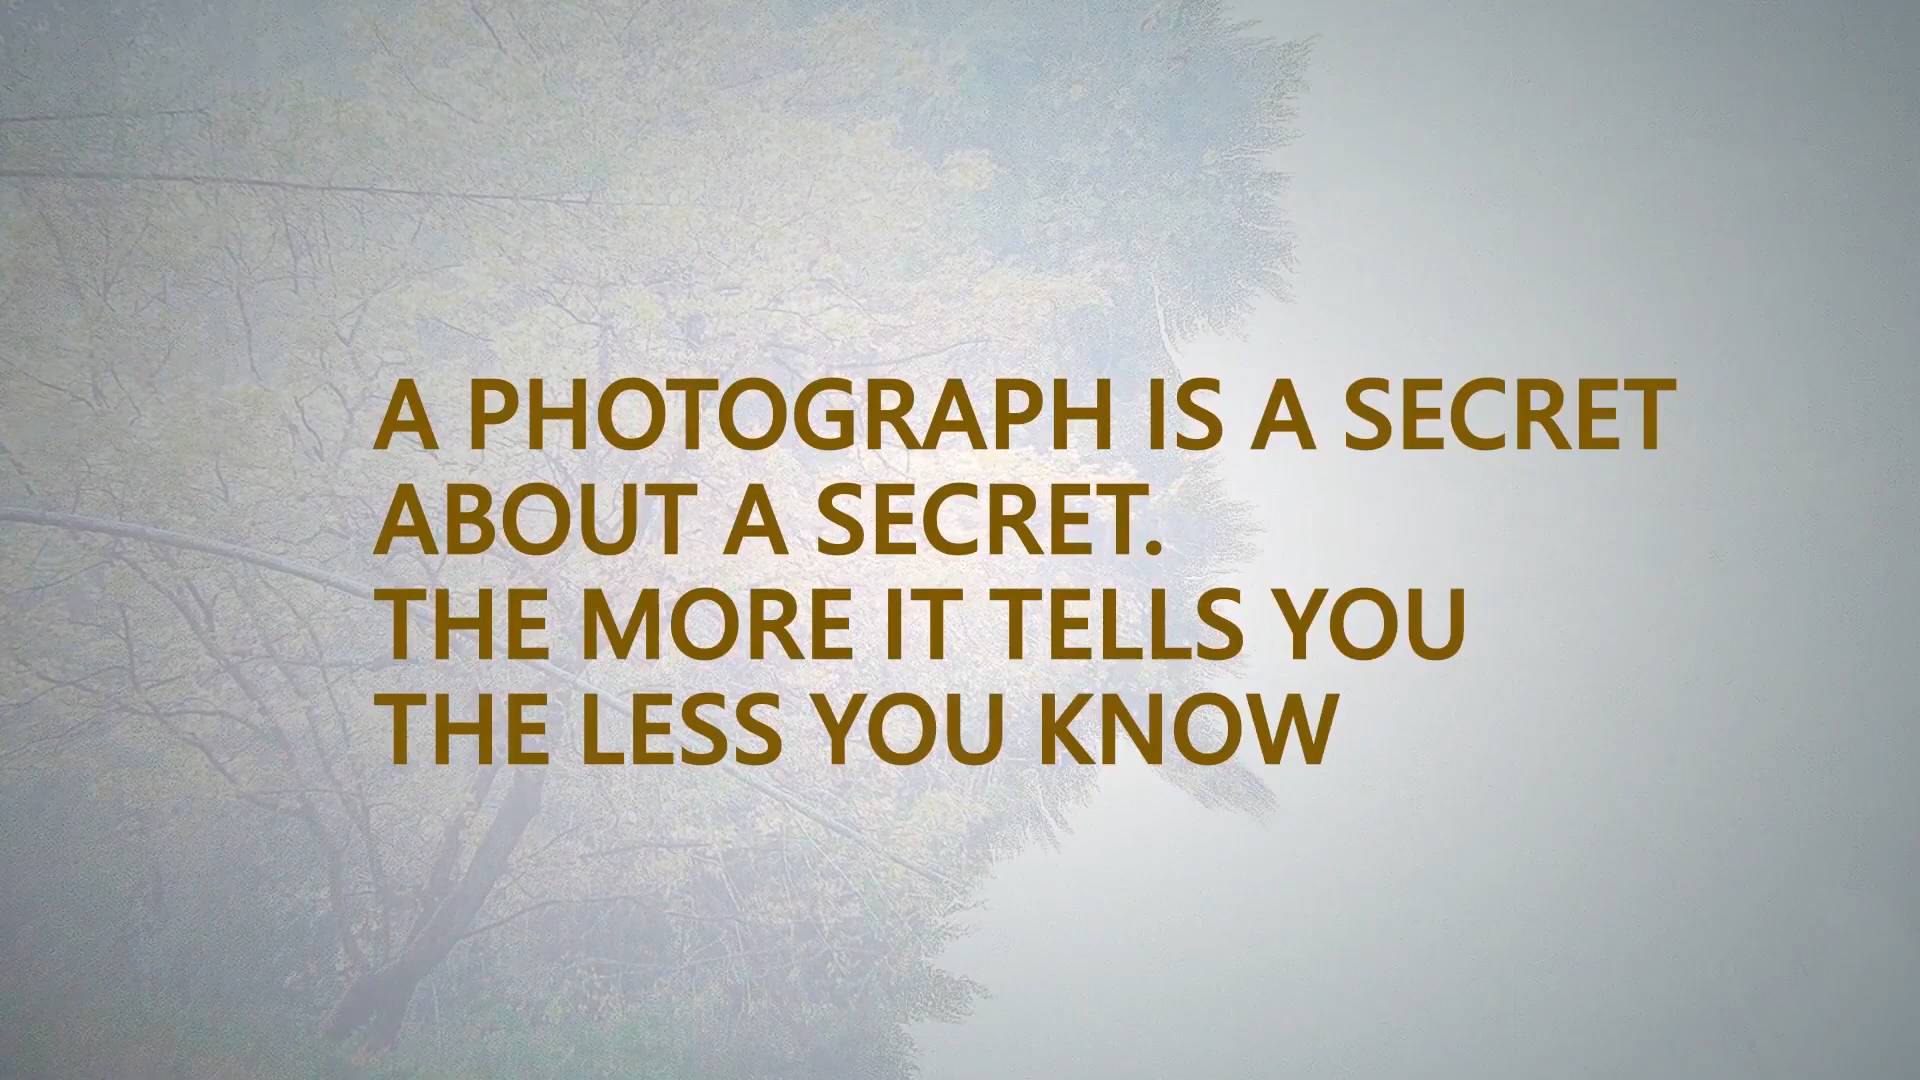 A PHOTOGRAPH IS A SECRET
ABOUT A SECRET.
THE MORE IT TELLS YOU
THE LESS YOU KNOW